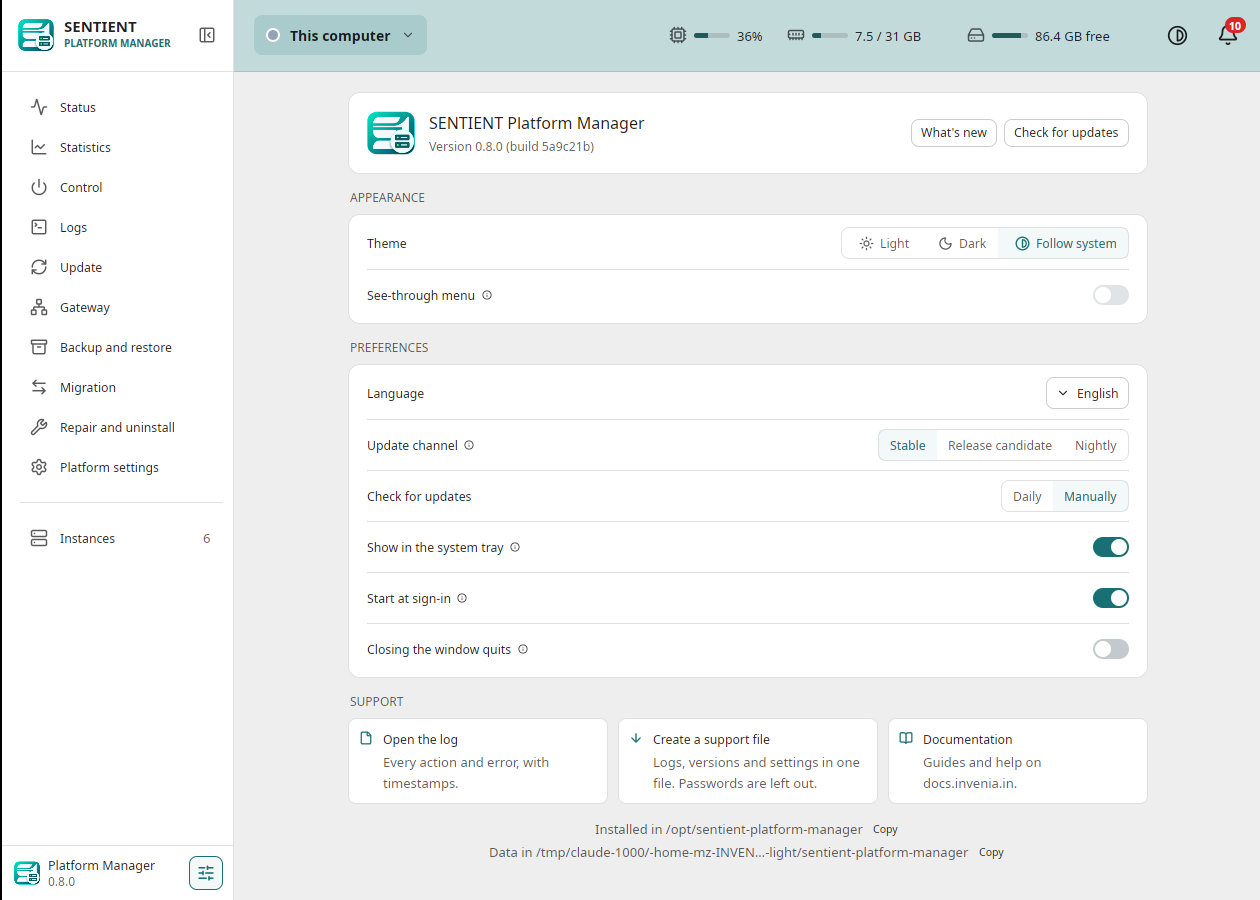 SENTIENT
PLATFORM MANAGER
This computer
36%
7.5 / 31 GB
86.4 GB free
10
Status
Statistics
Control
Logs
Update
Gateway
Backup and restore
Migration
Repair and uninstall
Platform settings
Instances 6
Platform Manager
0.8.0
SENTIENT Platform Manager
Version 0.8.0 (build 5a9c21b)
What's new
Check for updates
APPEARANCE
Theme
Light
Dark
Follow system
See-through menu
PREFERENCES
Language
English
Update channel
Stable
Release candidate
Nightly
Check for updates
Daily
Manually
Show in the system tray
Start at sign-in
Closing the window quits
SUPPORT
Open the log
Every action and error, with
timestamps.
Create a support file
Logs, versions and settings in one
file. Passwords are left out.
Documentation
Guides and help on
docs.invenia.in.
Installed in /opt/sentient-platform-manager Copy
Data in /tmp/claude-1000/-home-mz-INVEN...-light/sentient-platform-manager Copy